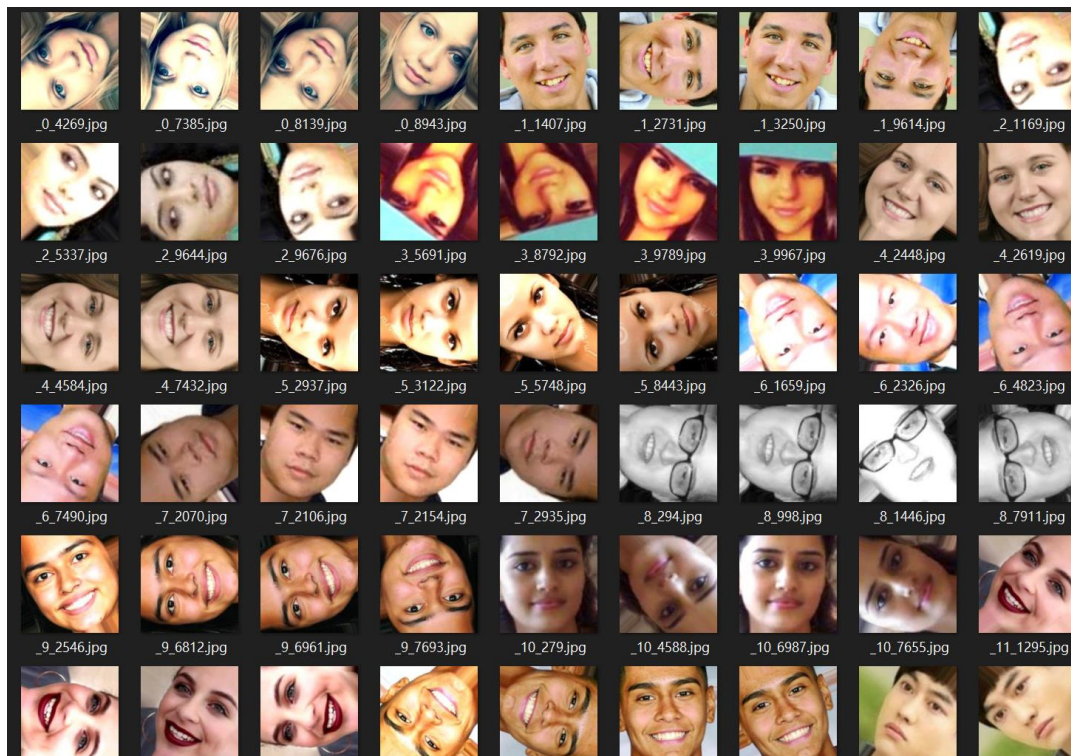 _0_4269.jpg _0_7385.jpg _0_8139.jpg _0_8943.jpg _1_1407.jpg _1_2731.jpg _1_3250.jpg _1_9614.jpg _2_1169.jpg
_2_5337.jpg _2_9644.jpg _2_9676.jpg _3_5691.jpg _3_8792.jpg _3_9789.jpg _3_9967.jpg _4_2448.jpg _4_2619.jpg
_4_4584.jpg _4_7432.jpg _5_2937.jpg _5_3122.jpg _5_5748.jpg _5_8443.jpg _6_1659.jpg _6_2326.jpg _6_4823.jpg
_6_7490.jpg _7_2070.jpg _7_2106.jpg _7_2154.jpg _7_2935.jpg _8_294.jpg _8_998.jpg _8_1446.jpg _8_7911.jpg
_9_2546.jpg _9_6812.jpg _9_6961.jpg _9_7693.jpg _10_279.jpg _10_4588.jpg _10_6987.jpg _10_7655.jpg _11_1295.jpg